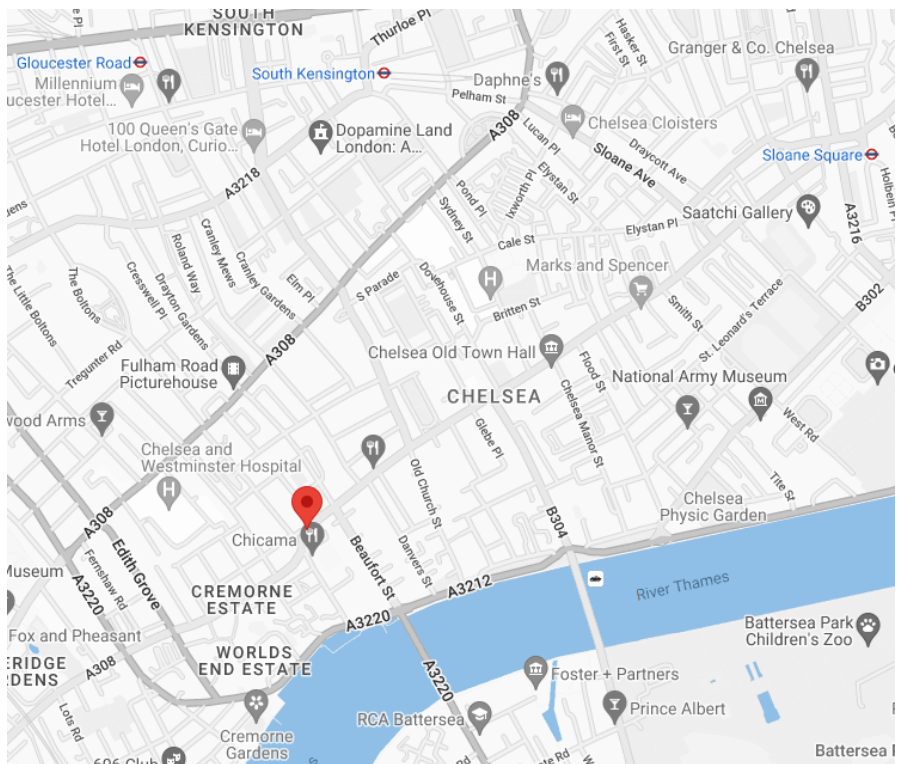 SOUTH
KENSINGTON
Thurloe Pl
Hasker St
First St
Granger & Co. Chelsea
Gloucester Road
South Kensington
Daphne's
Millennium
ucester Hotel...
Pelham St
A308
Chelsea Cloisters
100 Queen's Gate
Hotel London, Curio...
Dopamine Land
London: A...
Lucan Pl
Sloane Ave
Draycott Ave
Sloane Square
A3218
Pond Pl
Ixworth Pl
Elystan St
Holbein Pl
Sydney St
Saatchi Gallery
A3216
Elystan Pl
Cale St
dens
Roland Way
Cranley Mews
Cranley Gardens
Elm Pl
S Parade
Dovehouse St
Marks and Spencer
The Little Boltons
The Boltons
Cresswell Pl
Drayton Gardens
Britten St
Smith St
St. Leonard's Terrace
B302
A308
Tregunter Rd
Fulham Road
Picturehouse
Chelsea Old Town Hall
Flood St
National Army Museum
CHELSEA
wood Arms
Glebe Pl
Chelsea Manor St
West Rd
Chelsea and
Westminster Hospital
Old Church St
Tite St
Chelsea
Physic Garden
A308
Chicama
Beaufort St
Danvers St
B304
Edith Grove
Fernshaw Rd
Museum
A3220
CREMORNE
ESTATE
A3212
River Thames
A3220
Fox and Pheasant
Battersea Park
Children's Zoo
WORLDS
END ESTATE
ERIDGE
RDENS
A308
A3220
Foster + Partners
Lots Rd
RCA Battersea
Prince Albert
Cremorne
Gardens
606 Club
Battersea P